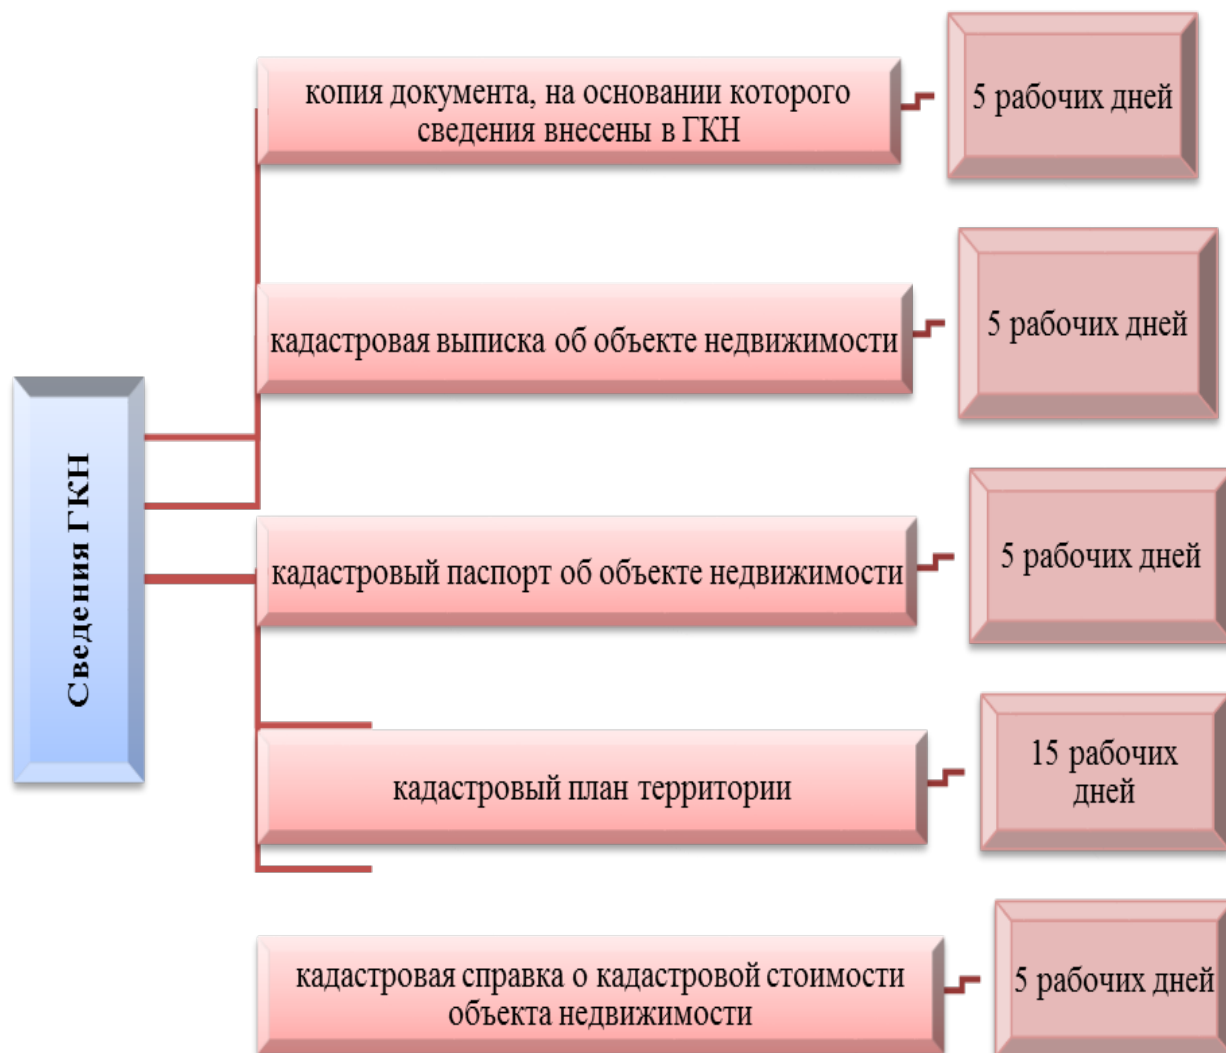 Сведения ГКН
копия документа, на основании которого
сведения внесены в ГКН
5 рабочих дней
кадастровая выписка об объекте недвижимости
5 рабочих дней
кадастровый паспорт об объекте недвижимости
5 рабочих дней
кадастровый план территории
15 рабочих
дней
кадастровая справка о кадастровой стоимости
объекта недвижимости
5 рабочих дней